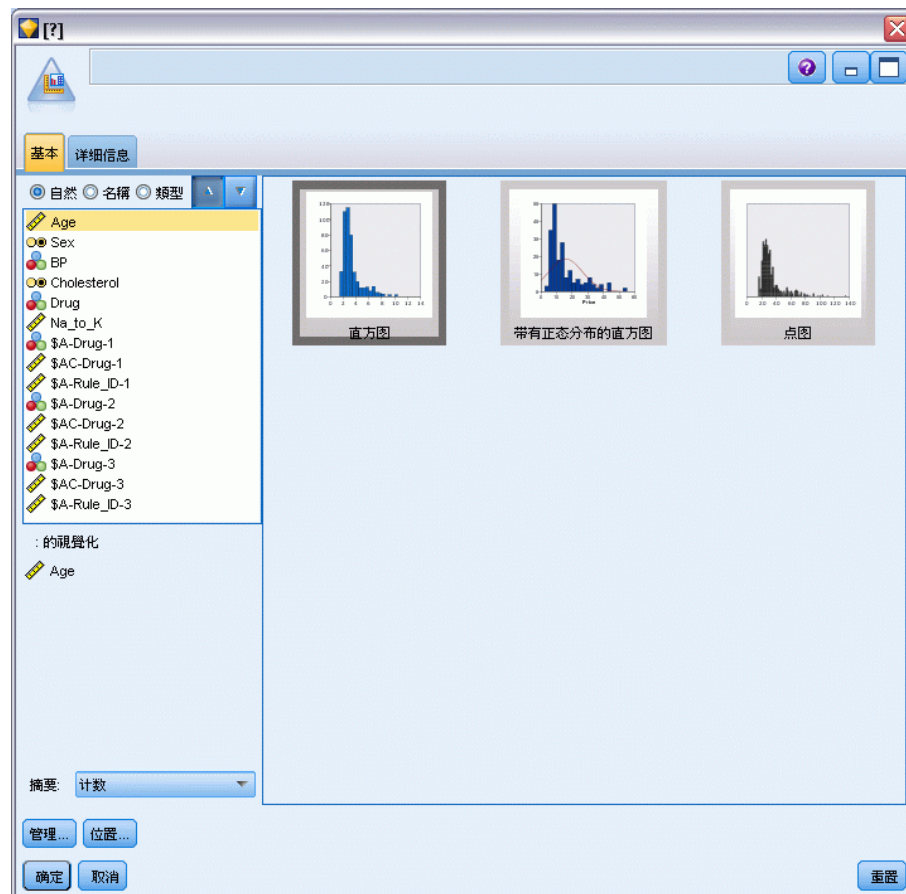 [?]
基本 详细信息
自然 名稱 類型
Age
Sex
BP
Cholesterol
Drug
Na_to_K
$A-Drug-1
$AC-Drug-1
$A-Rule_ID-1
$A-Drug-2
$AC-Drug-2
$A-Rule_ID-2
$A-Drug-3
$AC-Drug-3
$A-Rule_ID-3
: 的視覺化
Age
摘要: 计数
管理... 位置...
确定 取消 重置
直方图
带有正态分布的直方图
点图